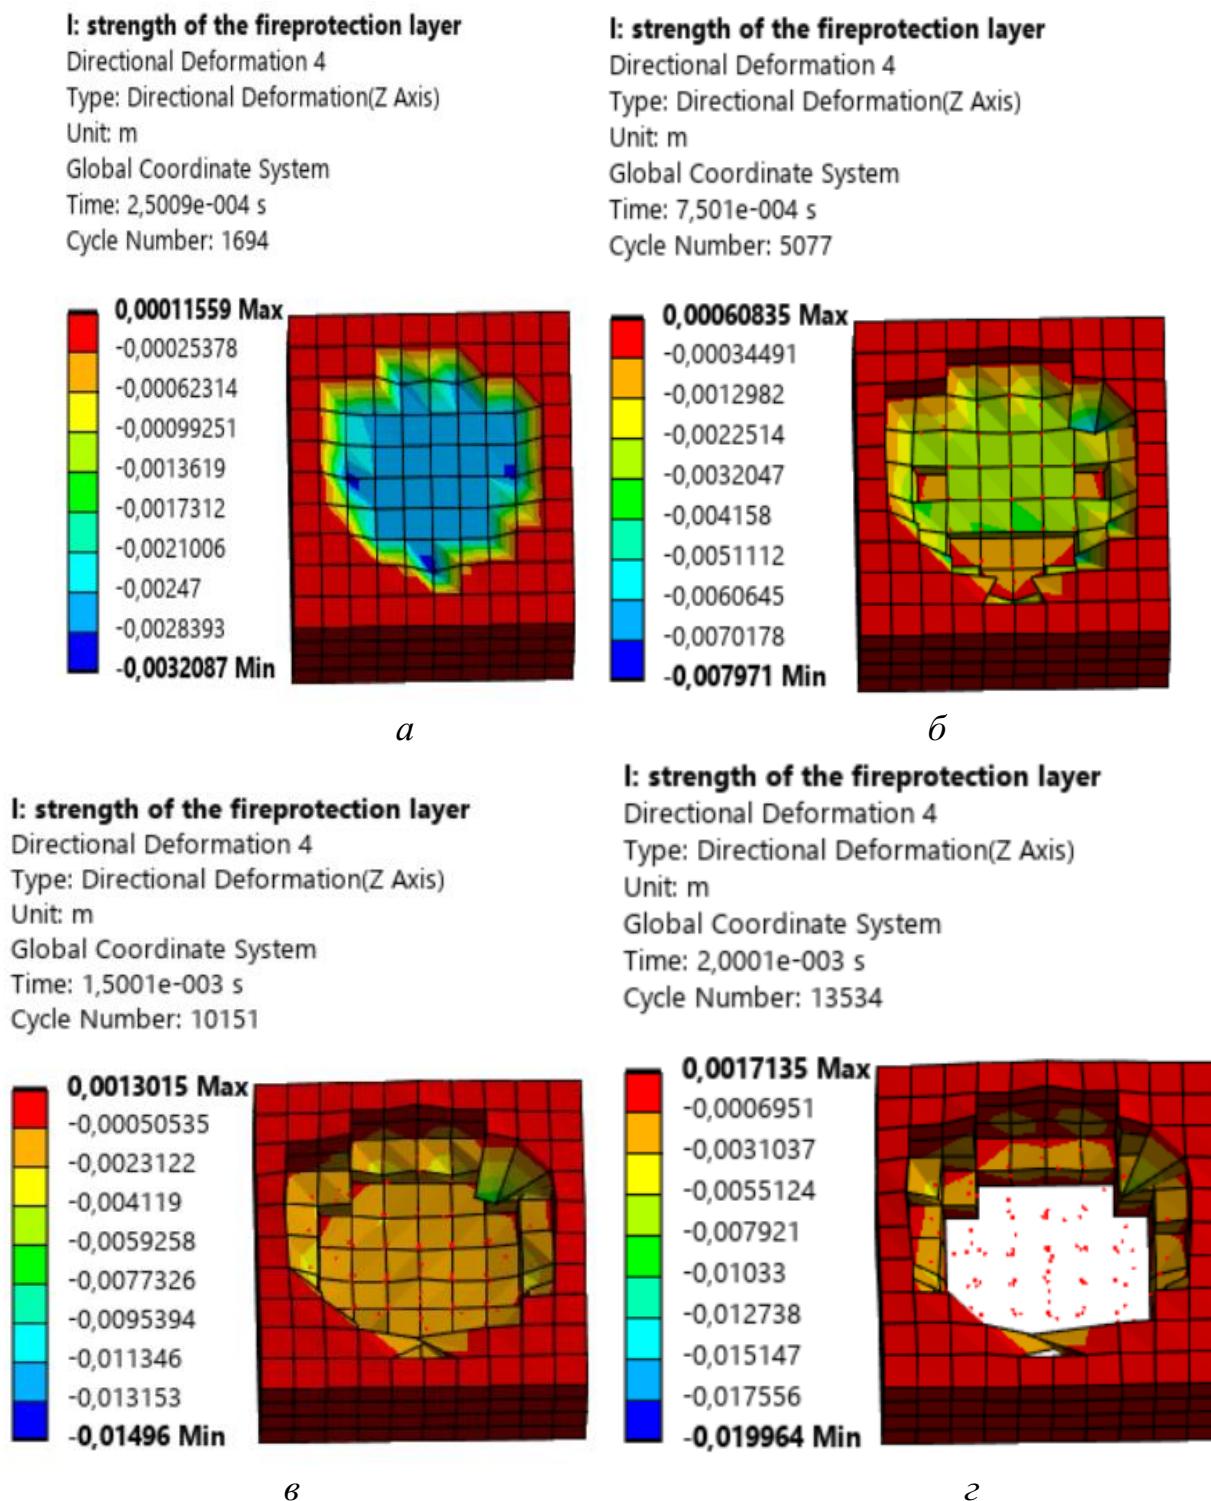 I: strength of the fireprotection layer
Directional Deformation 4
Type: Directional Deformation(Z Axis)
Unit: m
Global Coordinate System
Time: 2,5009e-004 s
Cycle Number: 1694
0,00011559 Max
-0,00025378
-0,00062314
-0,00099251
-0,0013619
-0,0017312
-0,0021006
-0,00247
-0,0028393
-0,0032087 Min
а
I: strength of the fireprotection layer
Directional Deformation 4
Type: Directional Deformation(Z Axis)
Unit: m
Global Coordinate System
Time: 7,501e-004 s
Cycle Number: 5077
0,00060835 Max
-0,00034491
-0,0012982
-0,0022514
-0,0032047
-0,004158
-0,0051112
-0,0060645
-0,0070178
-0,007971 Min
б
I: strength of the fireprotection layer
Directional Deformation 4
Type: Directional Deformation(Z Axis)
Unit: m
Global Coordinate System
Time: 1,5001e-003 s
Cycle Number: 10151
0,0013015 Max
-0,00050535
-0,0023122
-0,004119
-0,0059258
-0,0077326
-0,0095394
-0,011346
-0,013153
-0,01496 Min
в
I: strength of the fireprotection layer
Directional Deformation 4
Type: Directional Deformation(Z Axis)
Unit: m
Global Coordinate System
Time: 2,0001e-003 s
Cycle Number: 13534
0,0017135 Max
-0,0006951
-0,0031037
-0,0055124
-0,007921
-0,01033
-0,012738
-0,015147
-0,017556
-0,019964 Min
г